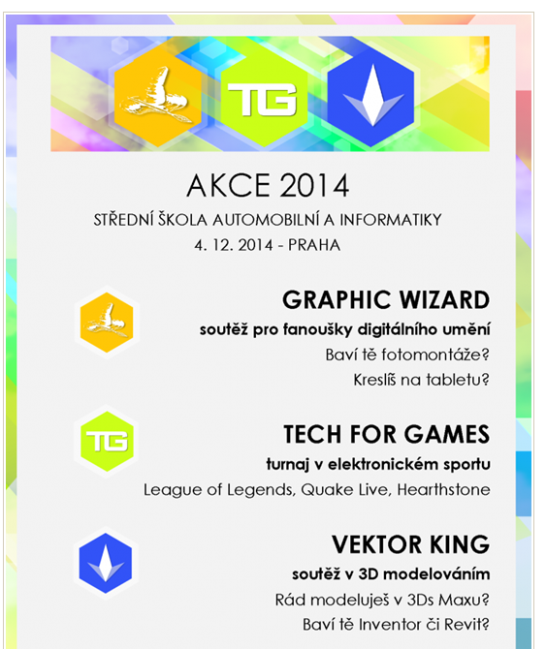 TG
AKCE 2014
STŘEDNÍ ŠKOLA AUTOMOBILNÍ A INFORMATIKY
4. 12. 2014 - PRAHA
GRAPHIC WIZARD
soutěž pro fanoušky digitálního umění
Baví tě fotomontáže?
Kreslíš na tabletu?
TG
TECH FOR GAMES
turnaj v elektronickém sportu
League of Legends, Quake Live, Hearthstone
VEKTOR KING
soutěž v 3D modelováním
Rád modeluješ v 3Ds Maxu?
Baví tě Inventor či Revit?